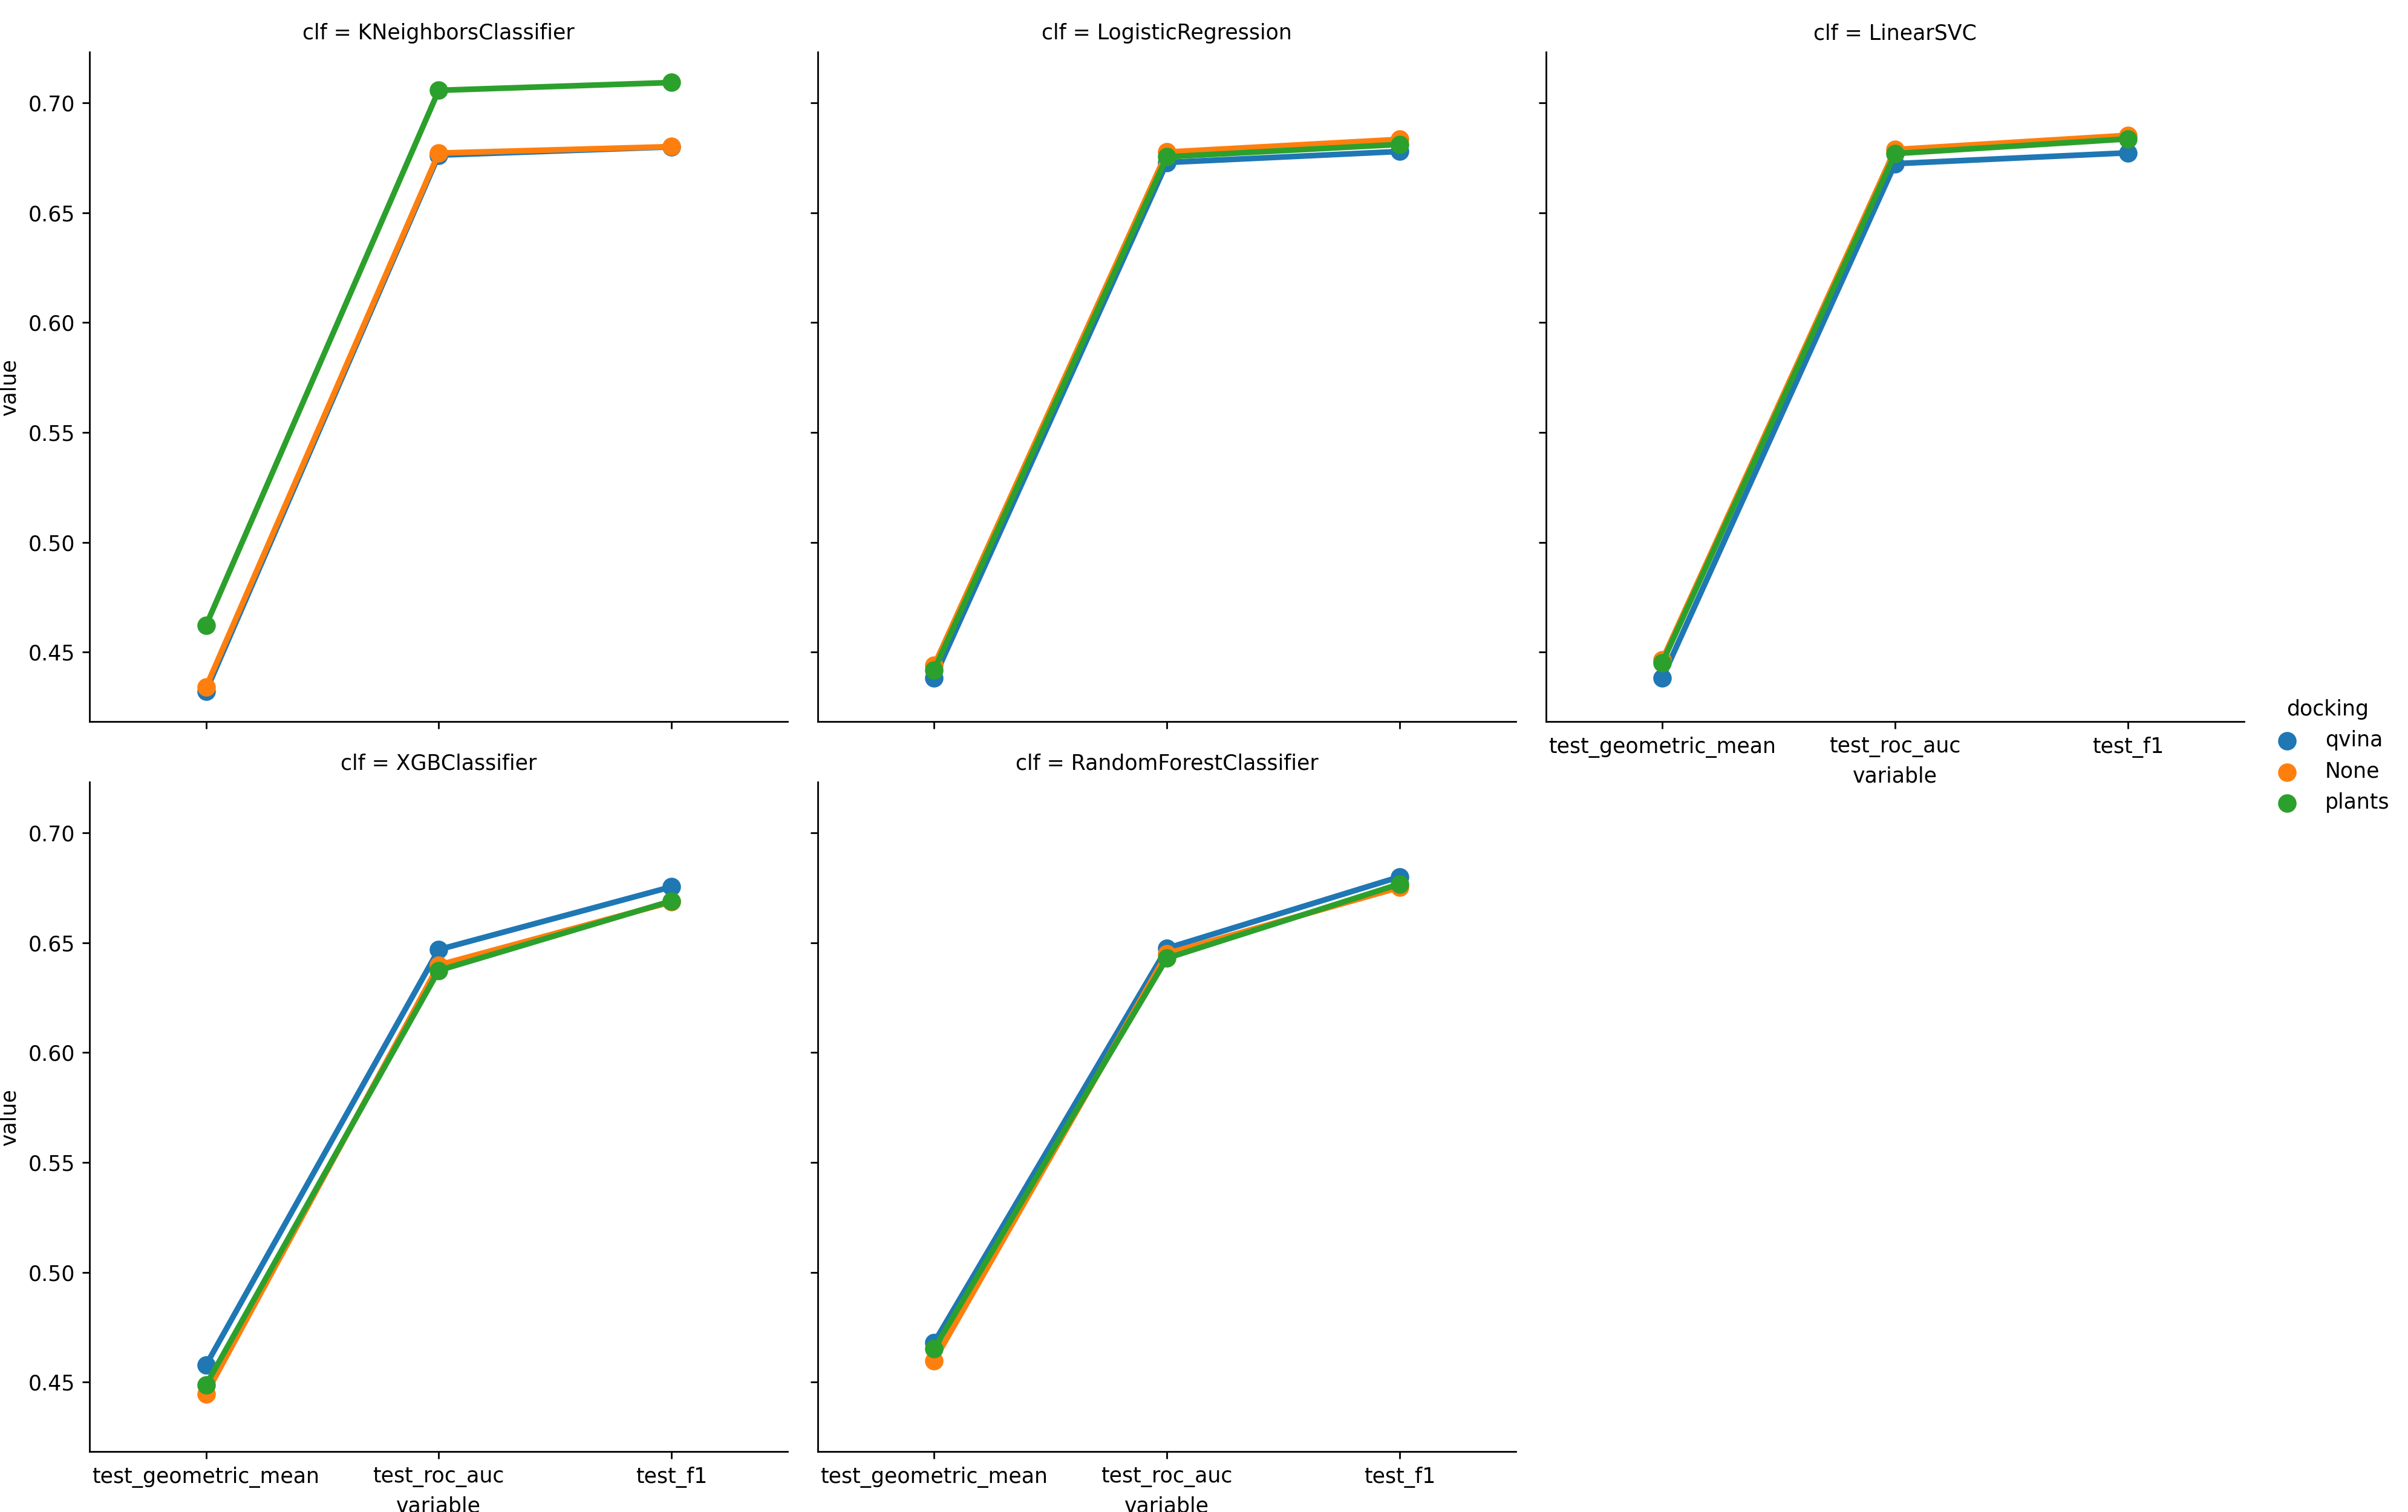 clf = KNeighborsClassifier
clf = LogisticRegression
clf = LinearSVC
0.70
0.65
0.60
0.55
0.50
0.45
value
test_geometric_mean
test_roc_auc
test_f1
variable
docking
qvina
None
plants
clf = XGBClassifier
clf = RandomForestClassifier
0.70
0.65
0.60
0.55
0.50
0.45
value
test_geometric_mean
test_roc_auc
test_f1
variable
test_geometric_mean
test_roc_auc
test_f1
variable